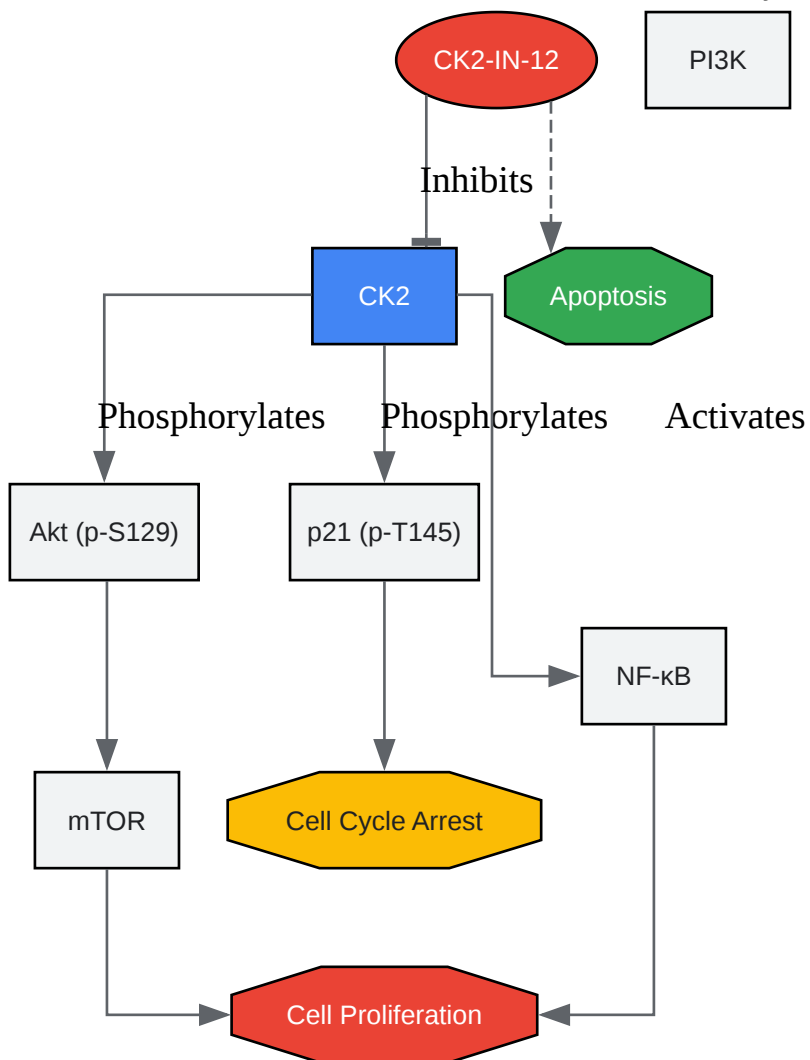 CK2-IN-12
PI3K
Inhibits
CK2
Apoptosis
Phosphorylates
Phosphorylates
Activates
Akt (p-S129)
p21 (p-T145)
NF-κB
mTOR
Cell Cycle Arrest
Cell Proliferation